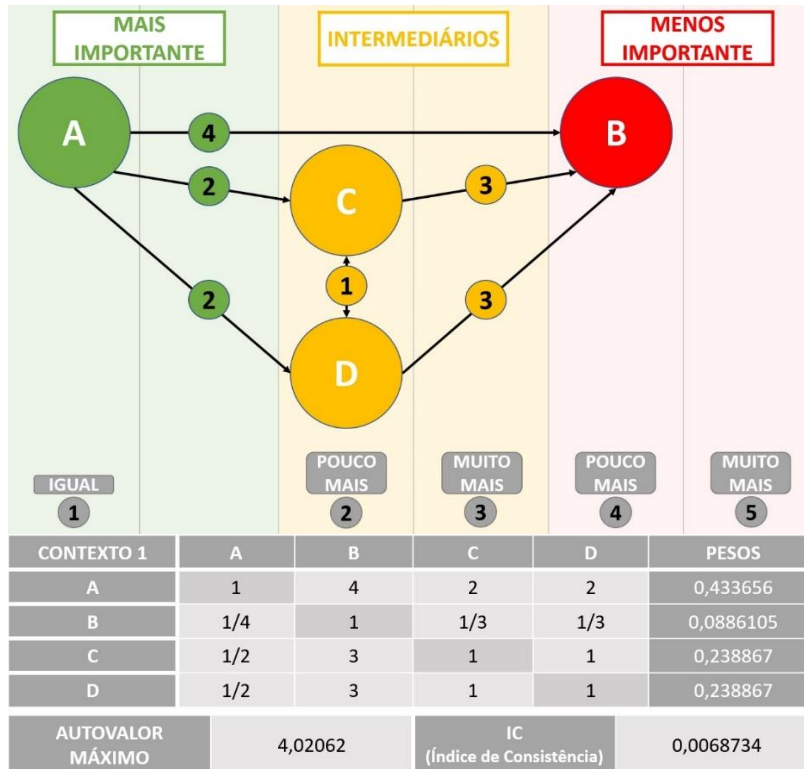 MAIS
IMPORTANTE
INTERMEDIÁRIOS
MENOS
IMPORTANTE
A
4
B
2
C
3
1
2
3
D
IGUAL
1
POUCO
MAIS
2
MUITO
MAIS
3
POUCO
MAIS
4
MUITO
MAIS
5
CONTEXTO 1 A B C D PESOS
A 1 4 2 2 0,433656
B 1/4 1 1/3 1/3 0,0886105
C 1/2 3 1 1 0,238867
D 1/2 3 1 1 0,238867
AUTOVALOR
MÁXIMO
4,02062
IC
(Índice de Consistência)
0,0068734